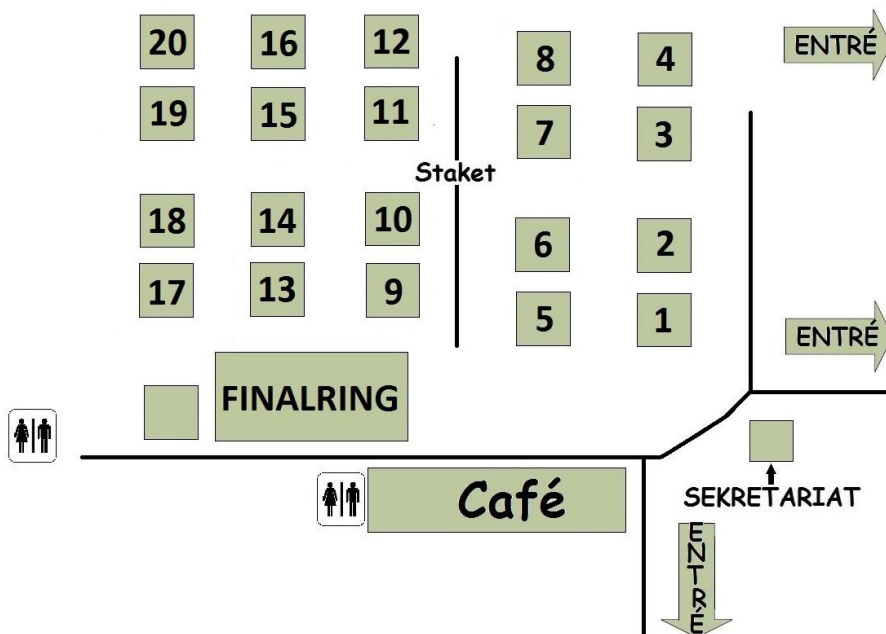 20 16 12 8 4 ENTRÉ
19 15 11 7 3
Staket
18 14 10 6 2
17 13 9 5 1 ENTRÉ
FINALRING
Café
SEKRETARIAT
ENTRÉ